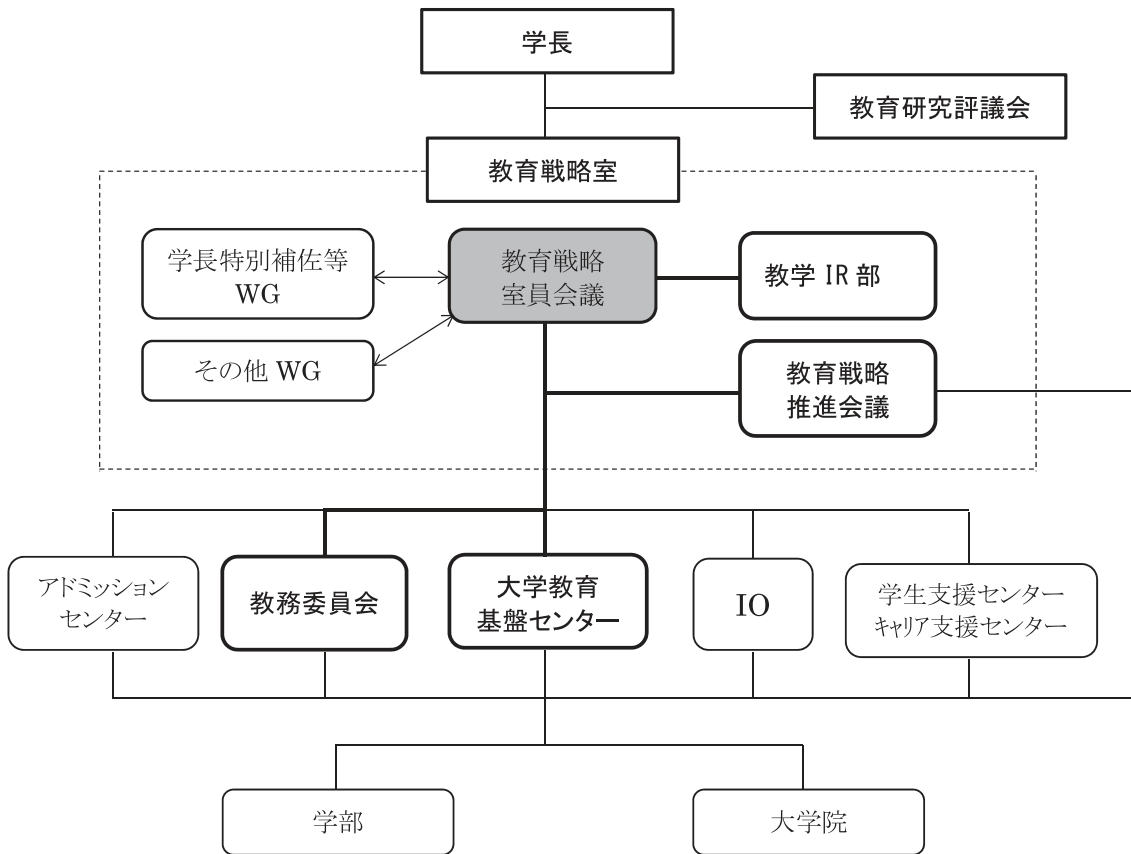 学長
教育研究評議会
教育戦略室
学長特別補佐等
WG
教育戦略
室員会議
教学 IR 部
その他 WG
教育戦略
推進会議
アドミッション
センター
教務委員会
大学教育
基盤センター
IO
学生支援センター
キャリア支援センター
学部
大学院